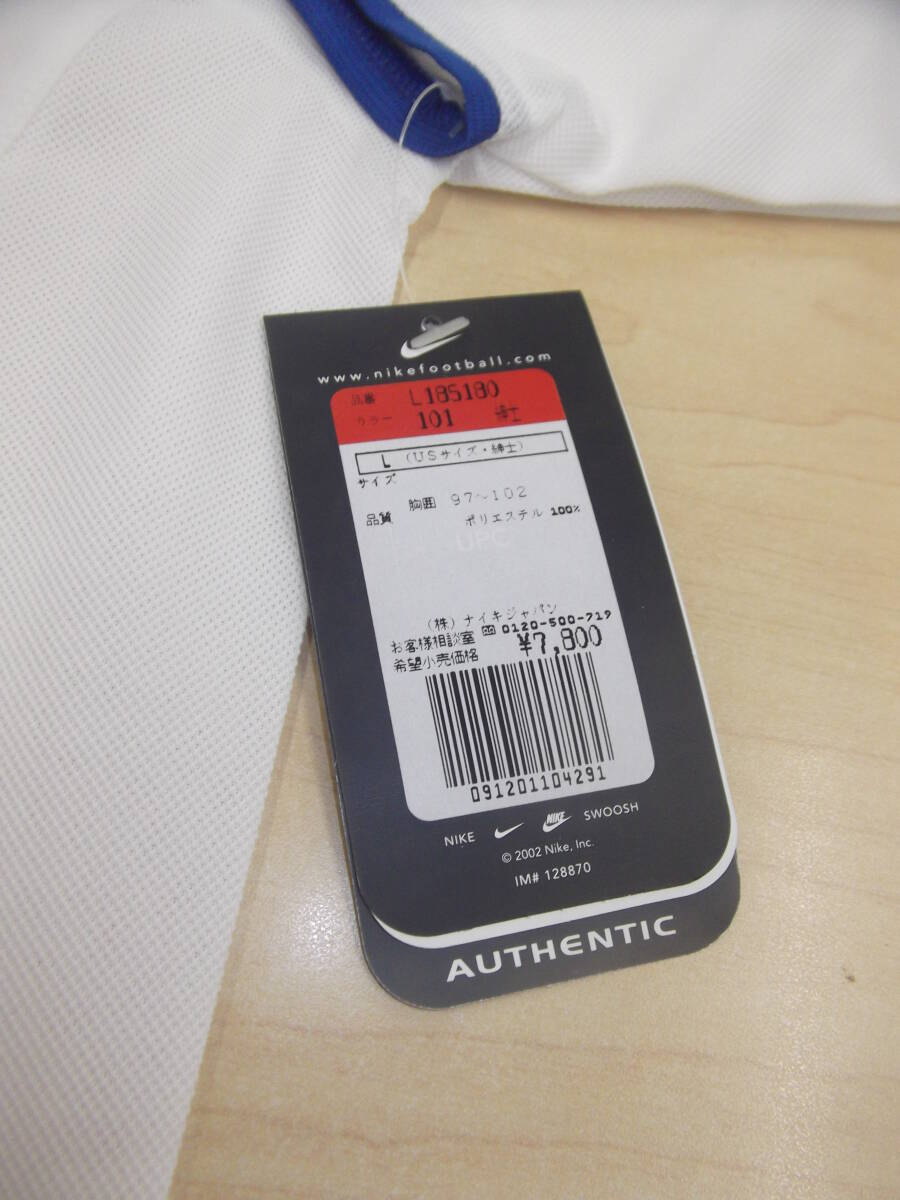 www.nikefootball.com
品番 L185180
カラー 101 紳士
L (USサイズ・紳士)
サイズ
胸囲 97～102
品質 ポリエステル 100%
UPC
(株) ナイキジャパン
お客様相談室 0120-500-719
希望小売価格 ¥7,800
091201104291
NIKE NIKE SWOOSH
© 2002 Nike, Inc.
IM# 128870
AUTHENTIC